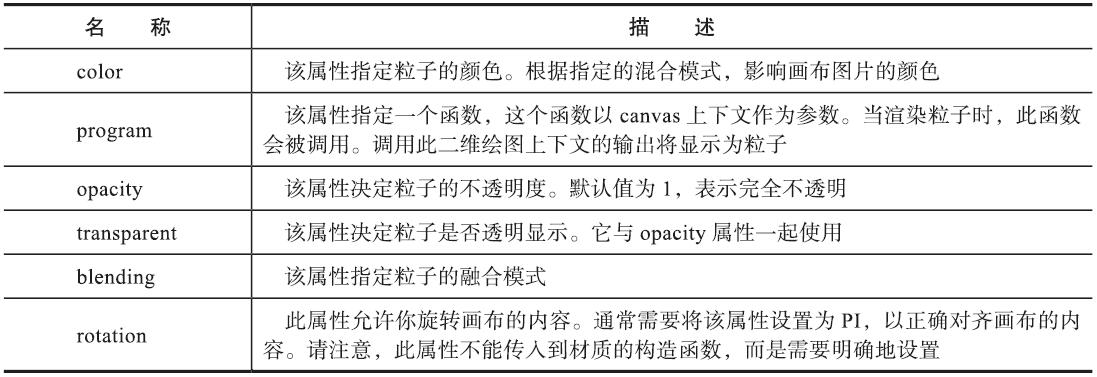 名 称 描 述
color 该属性指定粒子的颜色。根据指定的混合模式，影响画布图片的颜色
program 该属性指定一个函数，这个函数以 canvas 上下文作为参数。当渲染粒子时，此函数
会被调用。调用此二维绘图上下文的输出将显示为粒子
opacity 该属性决定粒子的不透明度。默认值为 1，表示完全不透明
transparent 该属性决定粒子是否透明显示。它与 opacity 属性一起使用
blending 该属性指定粒子的融合模式
rotation 此属性允许你旋转画布的内容。通常需要将该属性设置为 PI，以正确对齐画布的内
容。请注意，此属性不能传入到材质的构造函数，而是需要明确地设置